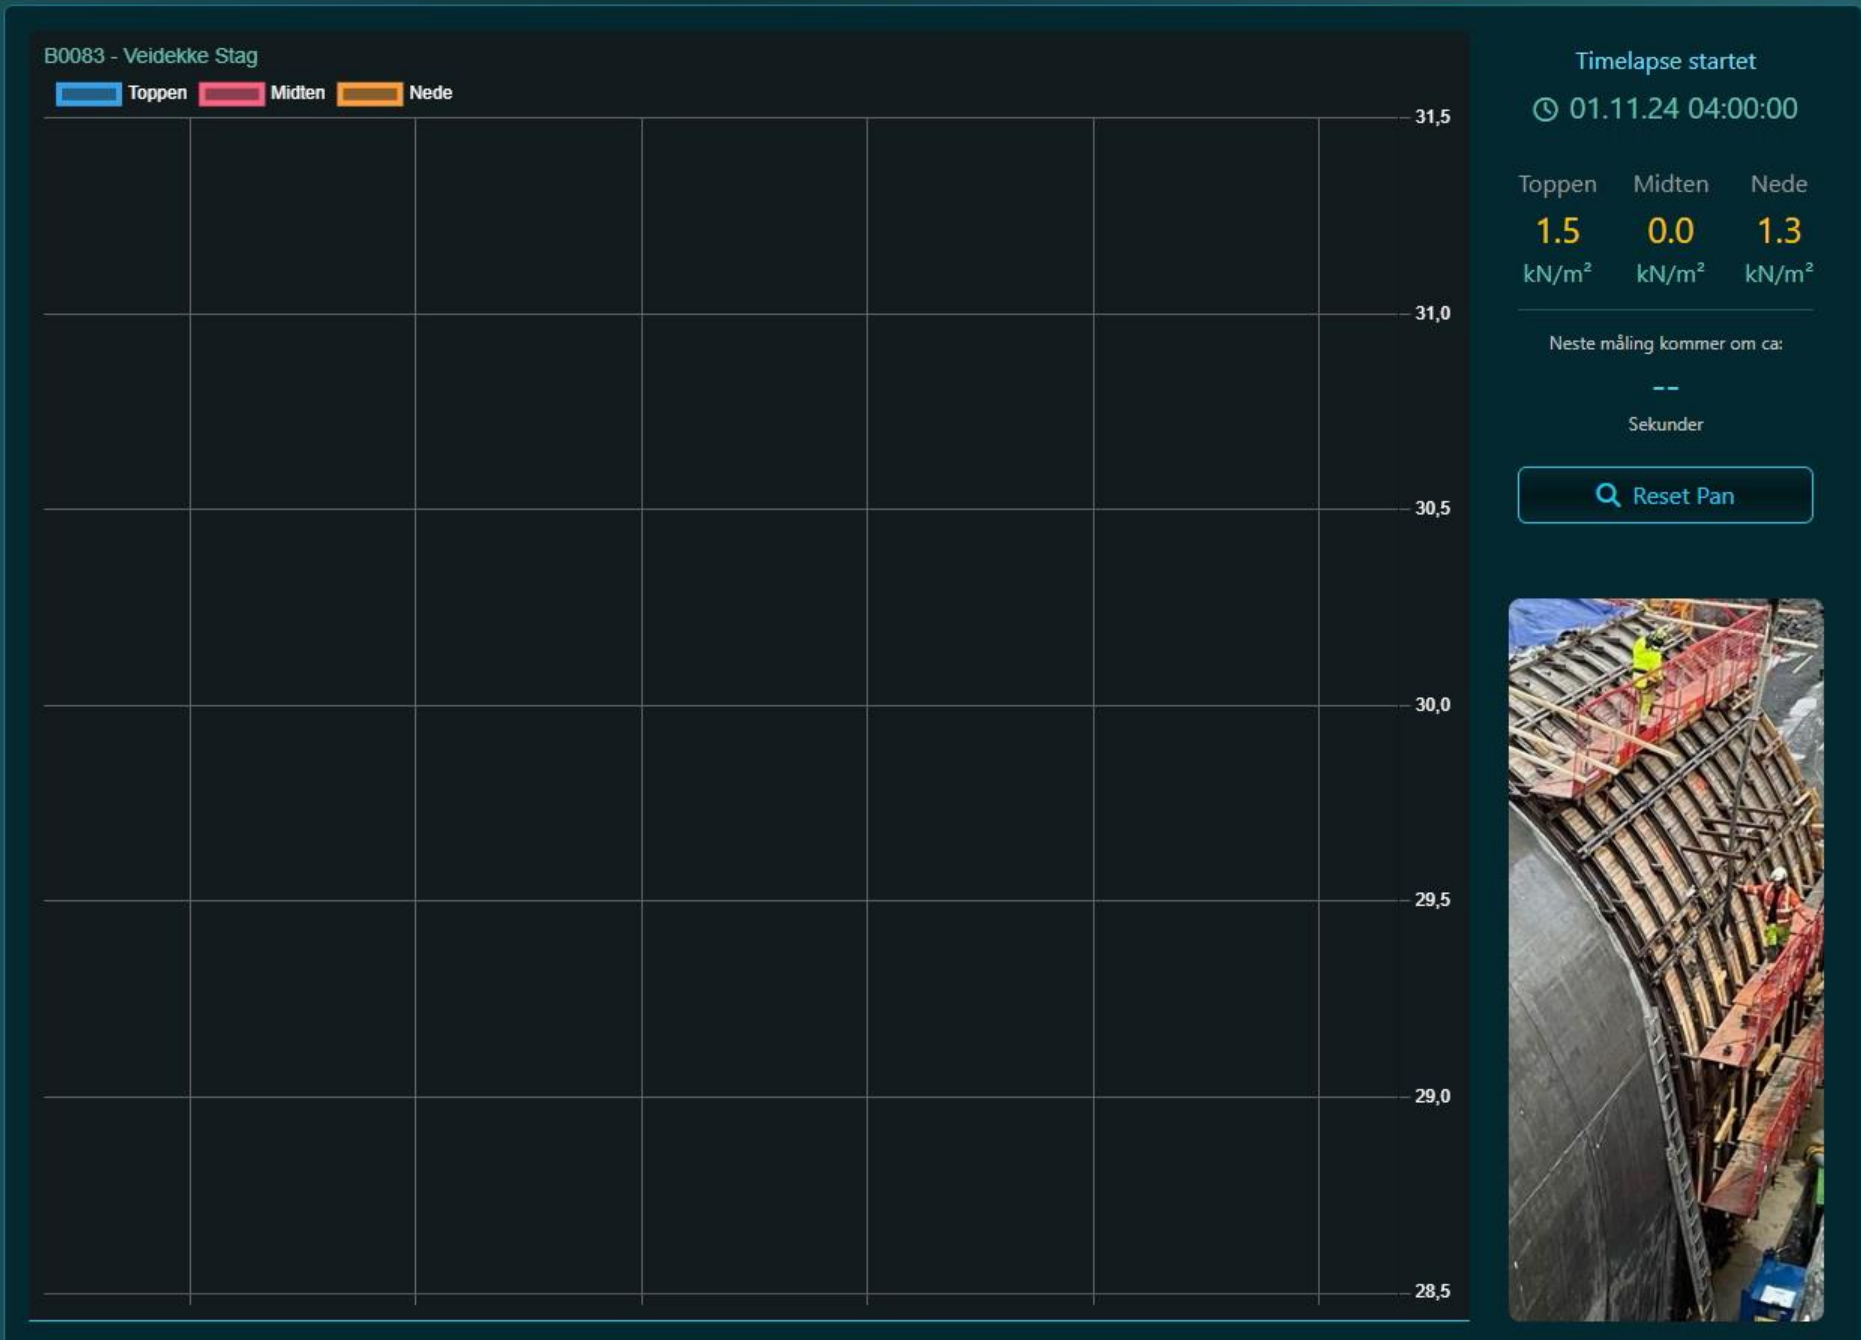 B0083 - Veidekke Stag
Toppen Midten Nede
31,5
31,0
30,5
30,0
29,5
29,0
28,5
Timelapse startet
01.11.24 04:00:00
Toppen Midten Nede
1.5 0.0 1.3
kN/m² kN/m² kN/m²
Neste måling kommer om ca:
--
Sekunder
Reset Pan